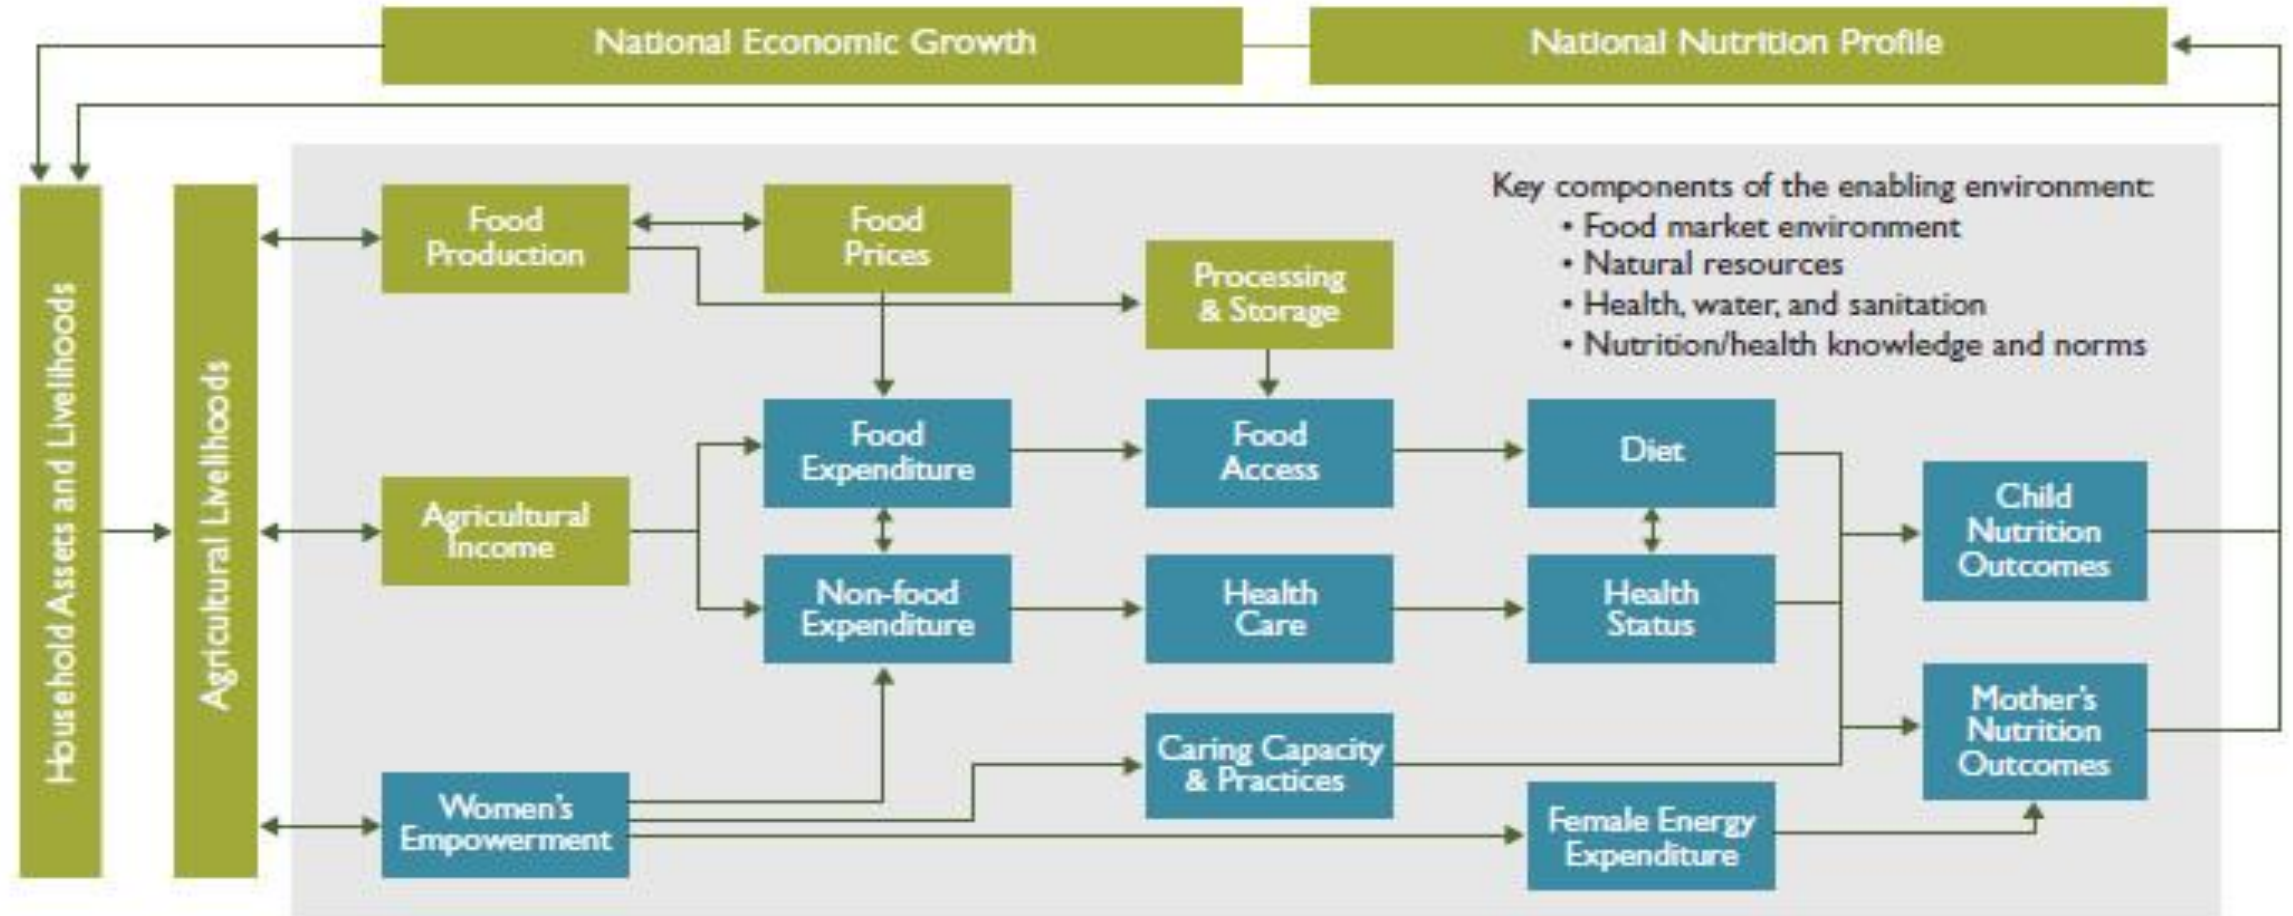 National Economic Growth
National Nutrition Profile
Household Assets and Livelihoods
Agricultural Livelihoods
Food
Production
Food
Prices
Processing
& Storage
Key components of the enabling environment:
• Food market environment
• Natural resources
• Health, water, and sanitation
• Nutrition/health knowledge and norms
Agricultural
Income
Food
Expenditure
Food
Access
Diet
Non-food
Expenditure
Health
Care
Health
Status
Child
Nutrition
Outcomes
Women's
Empowerment
Caring Capacity
& Practices
Female Energy
Expenditure
Mother's
Nutrition
Outcomes